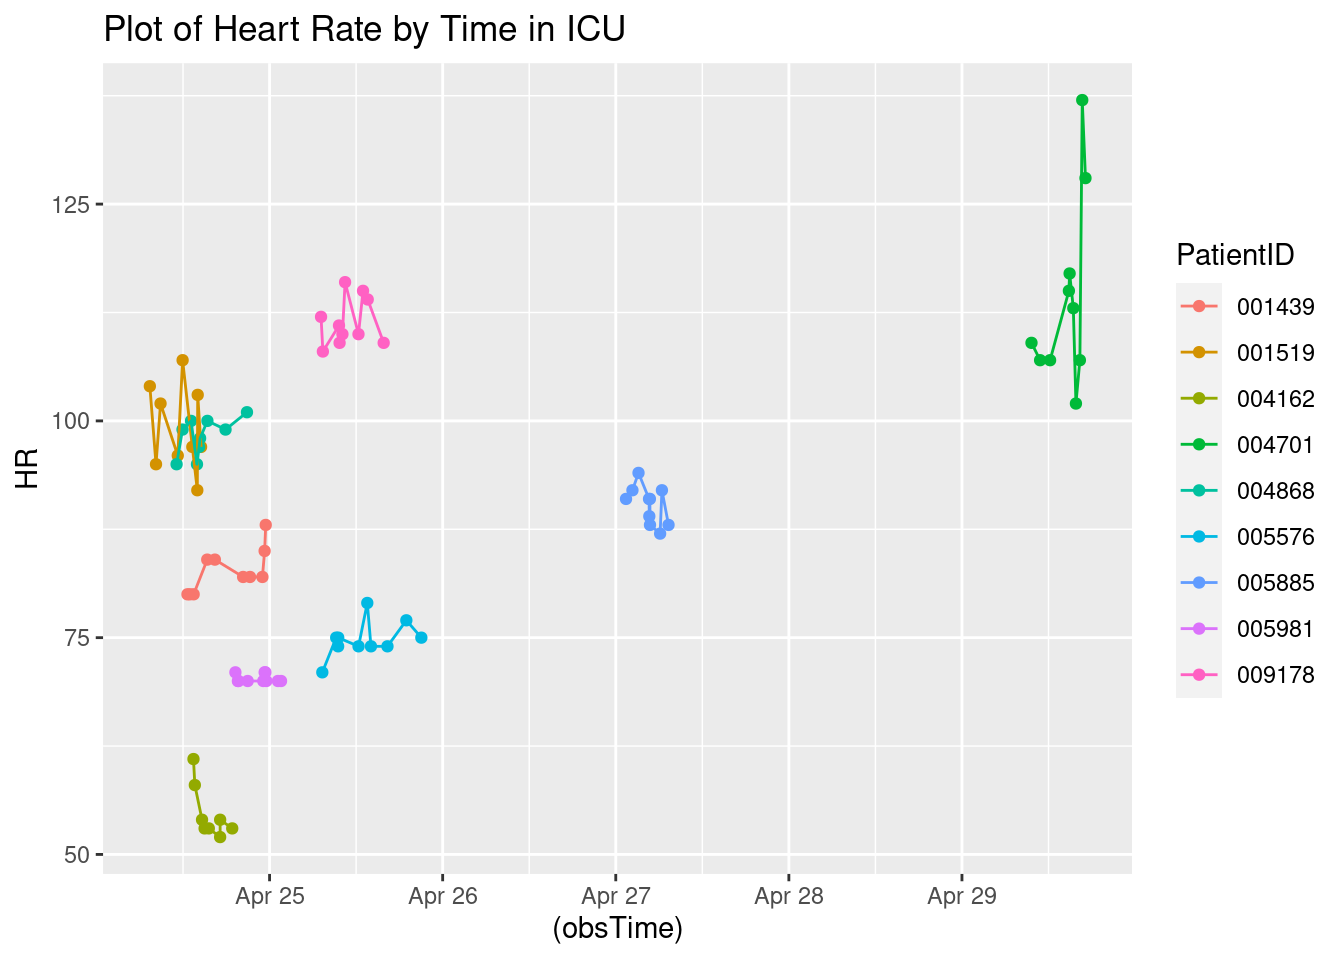 Plot of Heart Rate by Time in ICU
HR
125
100
75
50
Apr 25
Apr 26
Apr 27
Apr 28
Apr 29
(obsTime)
PatientID
001439
001519
004162
004701
004868
005576
005885
005981
009178